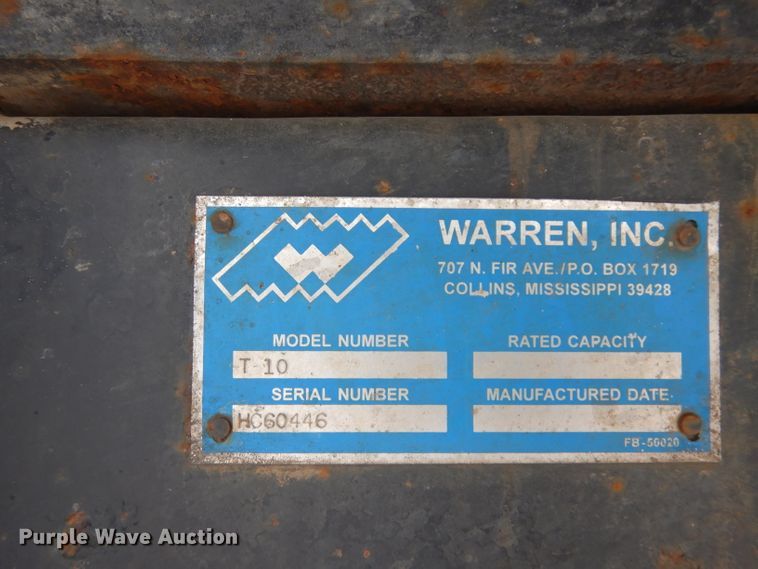 WARREN, INC.
707 N. FIR AVE./P.O. BOX 1719
COLLINS, MISSISSIPPI 39428
MODEL NUMBER
T 10
RATED CAPACITY
SERIAL NUMBER
HC60446
MANUFACTURED DATE
FB-50020
Purple Wave Auction